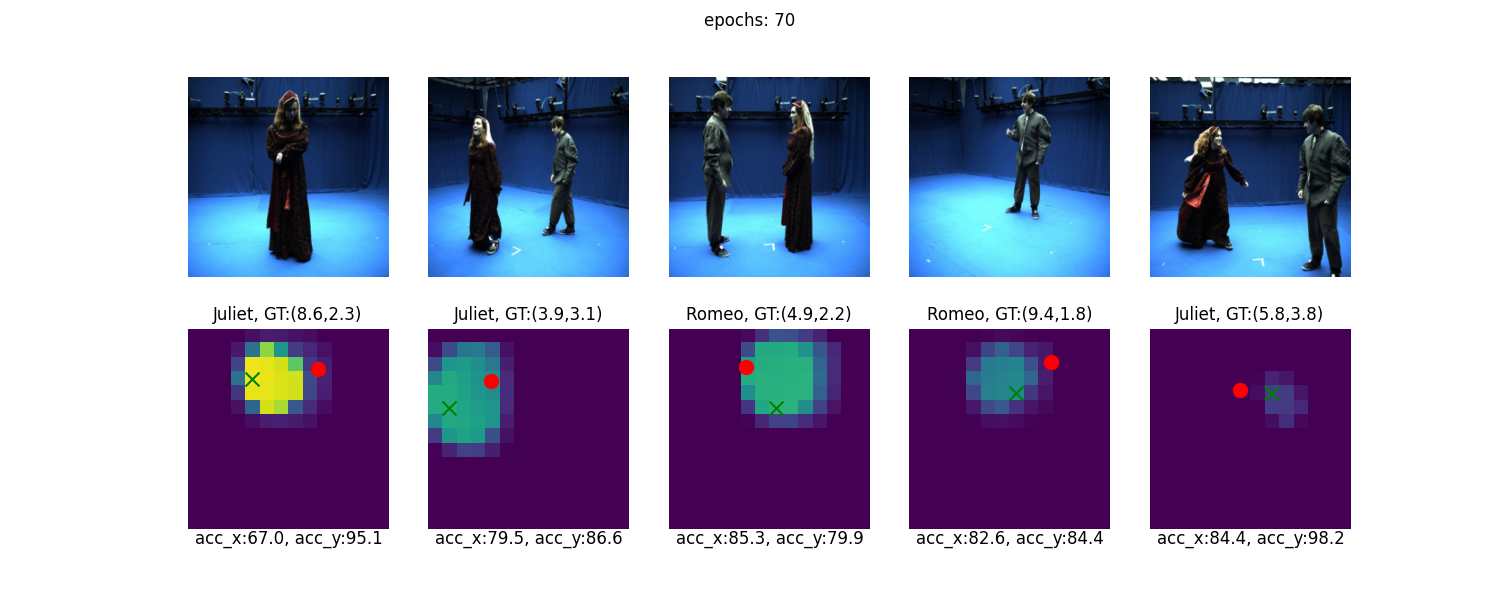 epochs: 70
Juliet, GT:(8.6,2.3)
Juliet, GT:(3.9,3.1)
Romeo, GT:(4.9,2.2)
Romeo, GT:(9.4,1.8)
Juliet, GT:(5.8,3.8)
acc_x:67.0, acc_y:95.1
acc_x:79.5, acc_y:86.6
acc_x:85.3, acc_y:79.9
acc_x:82.6, acc_y:84.4
acc_x:84.4, acc_y:98.2